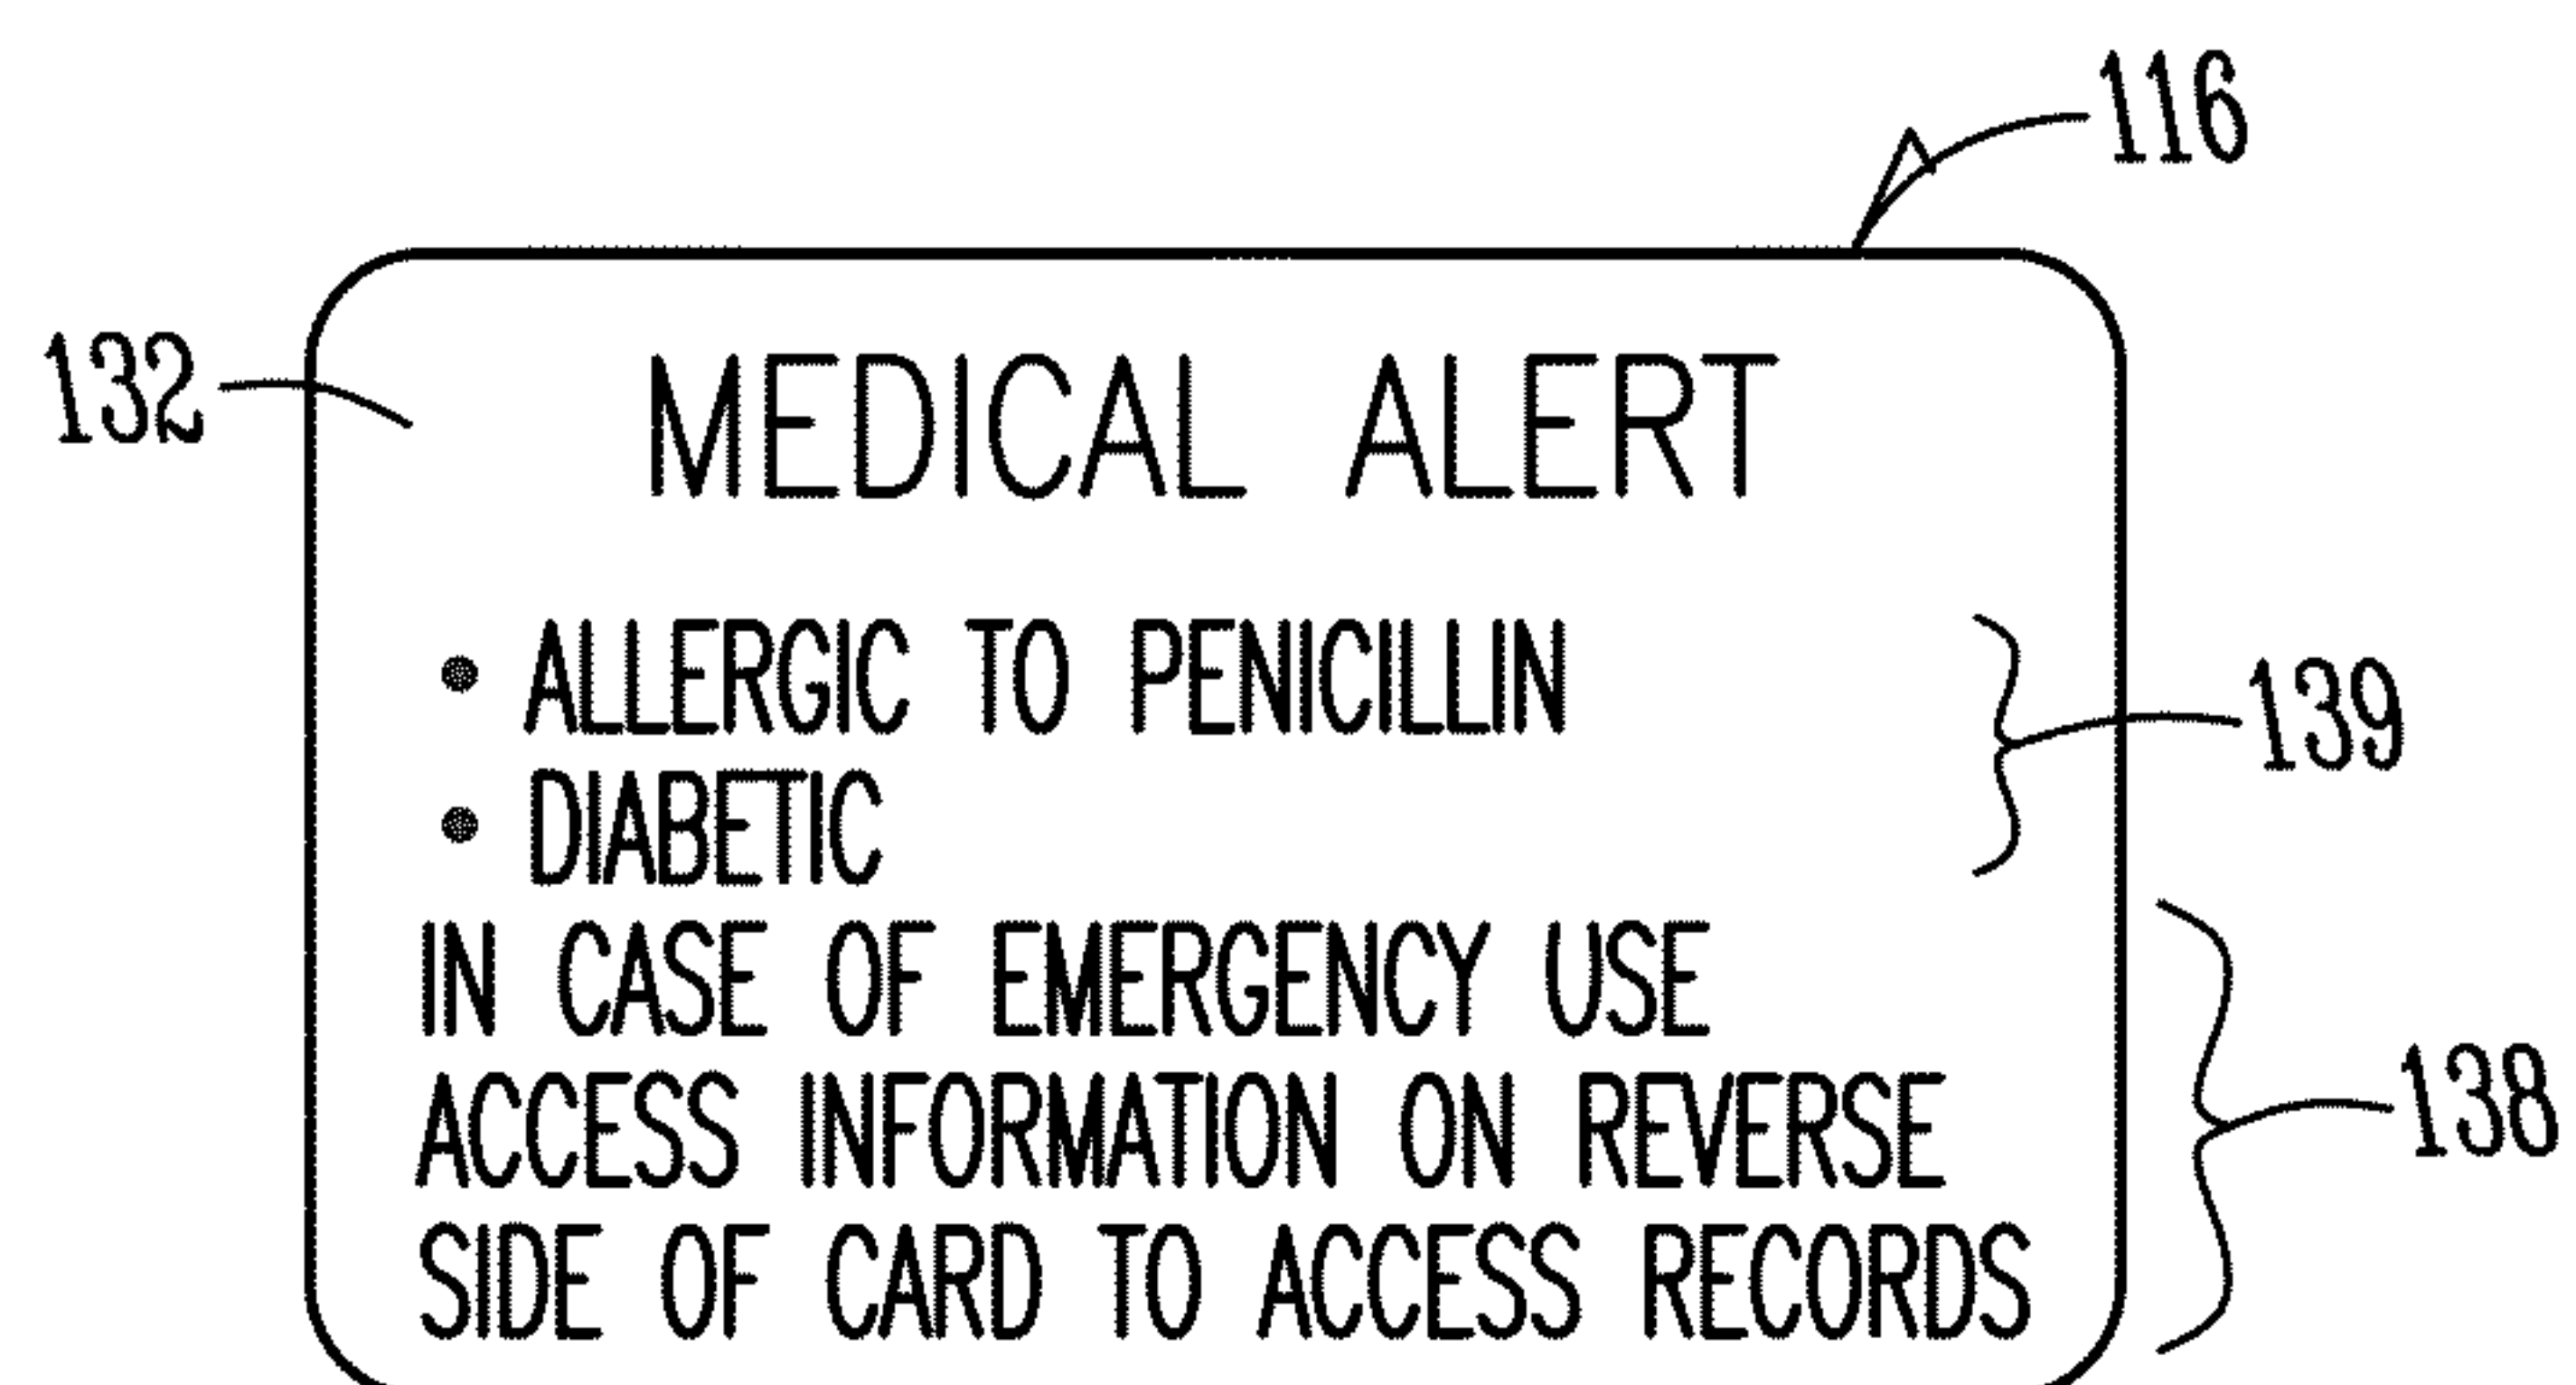 116
132
MEDICAL ALERT
• ALLERGIC TO PENICILLIN
139
• DIABETIC
IN CASE OF EMERGENCY USE
ACCESS INFORMATION ON REVERSE
138
SIDE OF CARD TO ACCESS RECORDS